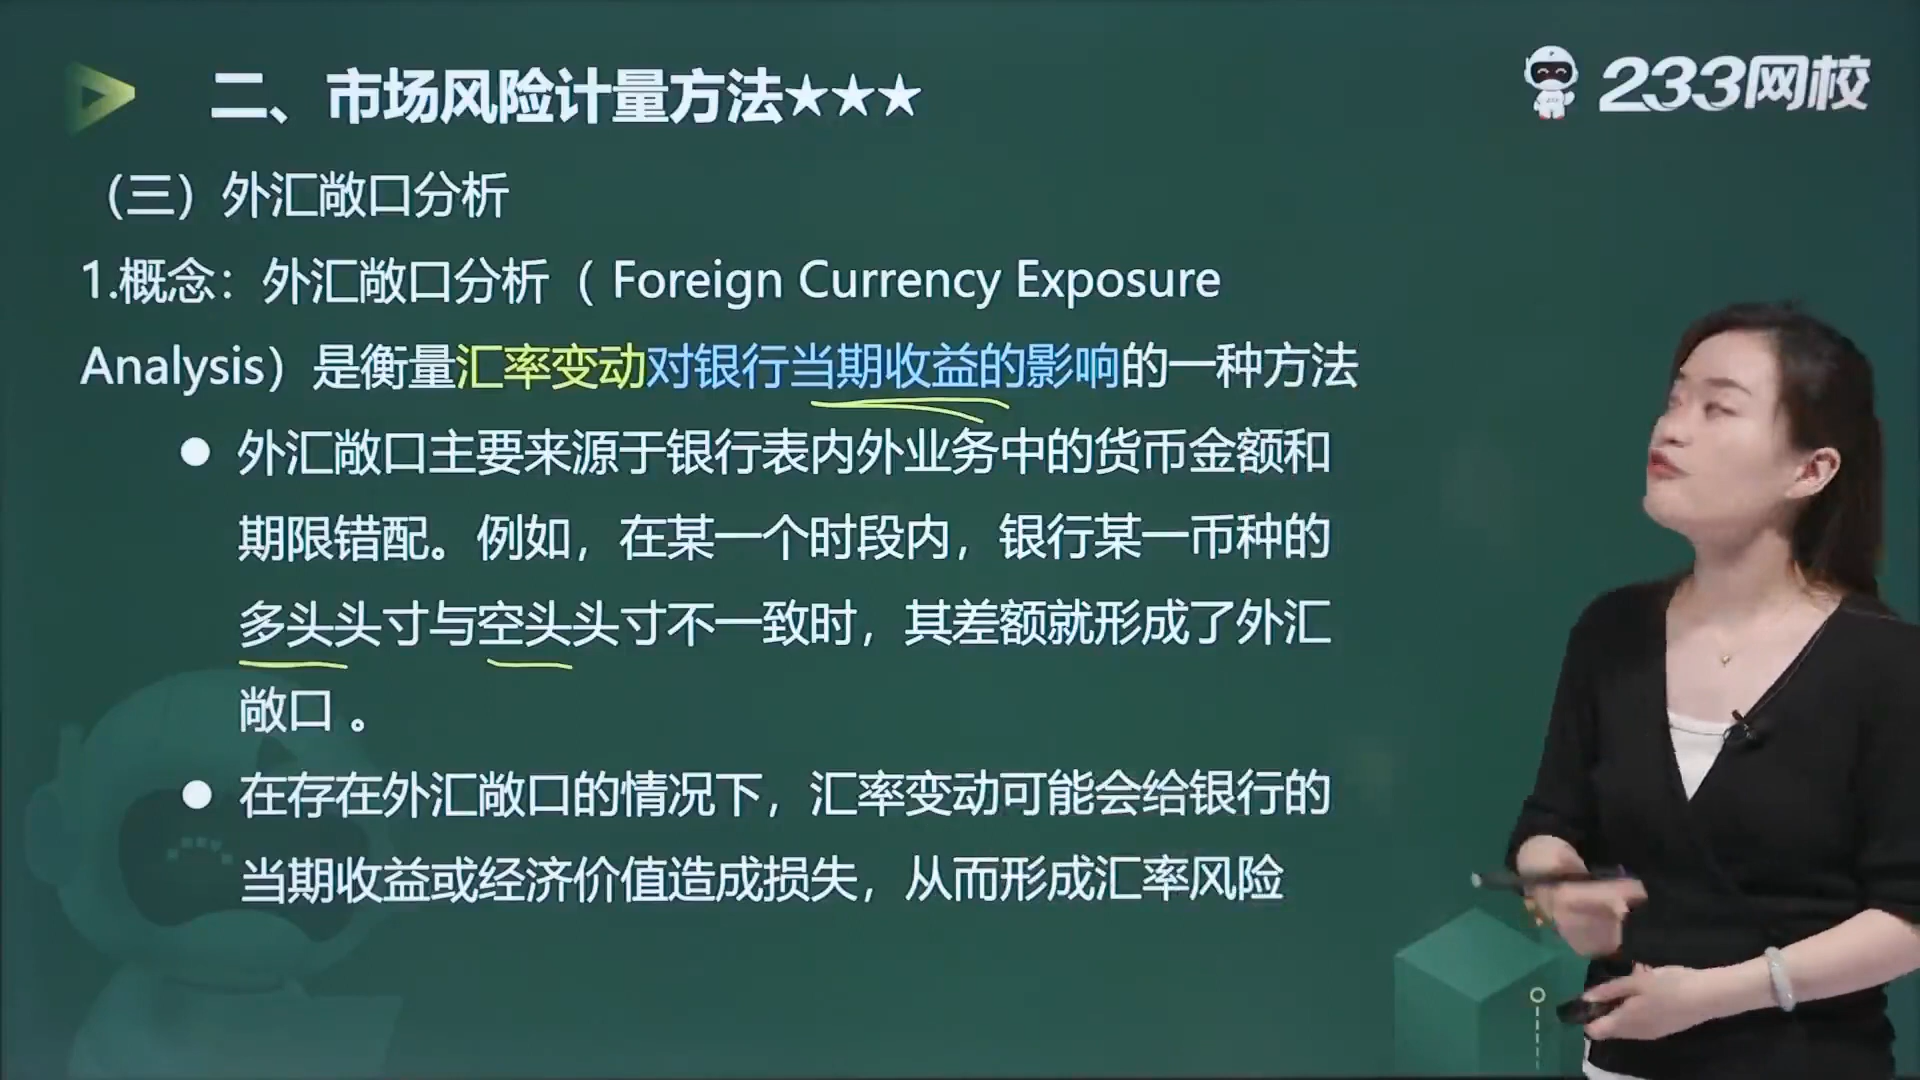 二、市场风险计量方法★★★
233网校
（三）外汇敞口分析
1.概念：外汇敞口分析（ Foreign Currency Exposure
Analysis）是衡量汇率变动对银行当期收益的影响的一种方法
● 外汇敞口主要来源于银行表内外业务中的货币金额和
期限错配。例如，在某一个时段内，银行某一币种的
多头头寸与空头头寸不一致时，其差额就形成了外汇
敞口 。
● 在存在外汇敞口的情况下，汇率变动可能会给银行的
当期收益或经济价值造成损失，从而形成汇率风险